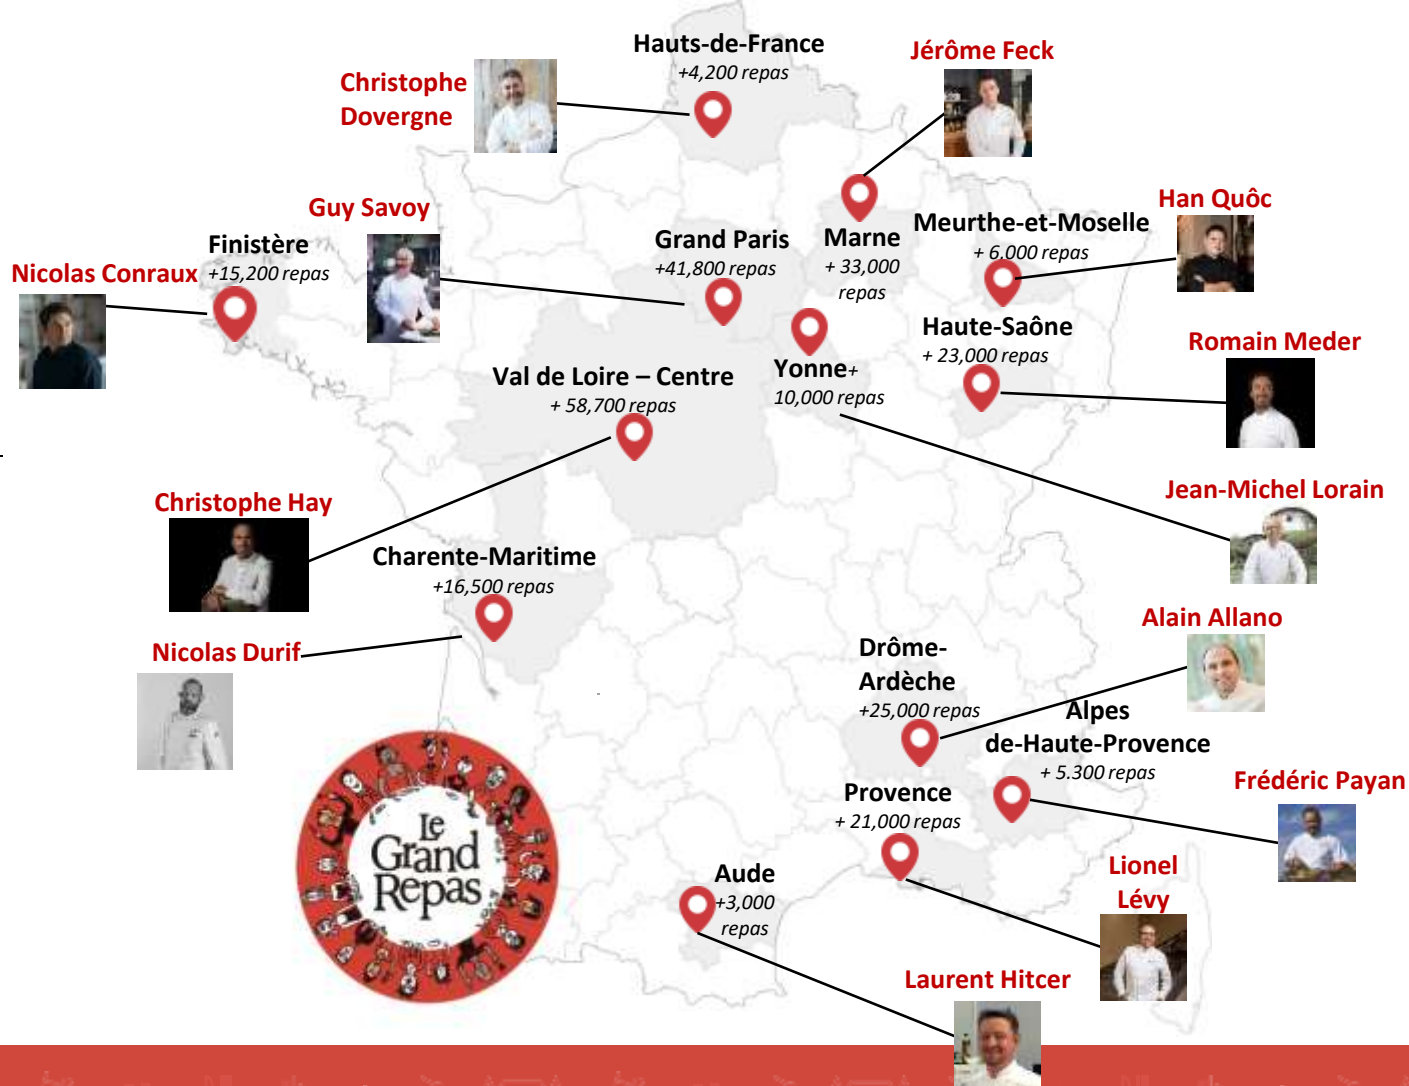 Hauts-de-France
+4,200 repas
Jérôme Feck
Christophe
Dovergne
Guy Savoy
Han Quôc
Finistère
+15,200 repas
Nicolas Conraux
Grand Paris
+41,800 repas
Marne
+ 33,000
repas
Meurthe-et-Moselle
+ 6.000 repas
Haute-Saône
+ 23,000 repas
Romain Meder
Val de Loire – Centre
+ 58,700 repas
Yonne+
10,000 repas
Christophe Hay
Jean-Michel Lorain
Charente-Maritime
+16,500 repas
Nicolas Durif
Alain Allano
Drôme-
Ardèche
+25,000 repas
Alpes
de-Haute-Provence
+ 5.300 repas
Frédéric Payan
Provence
+ 21,000 repas
Le
Grand
Repas
Aude
+3,000
repas
Lionel
Lévy
Laurent Hitcer